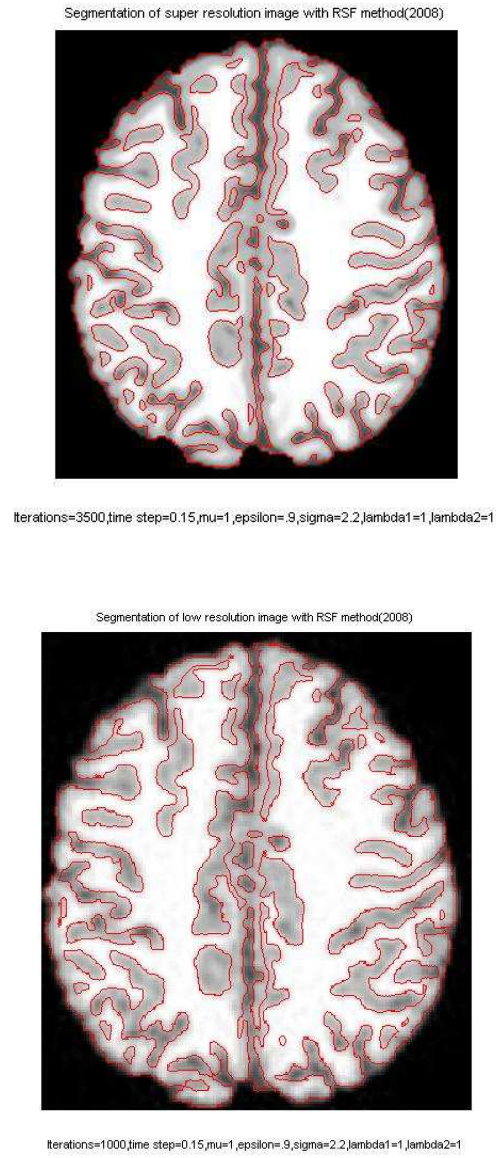 Segmentation of super resolution image with RSF method(2008)
Iterations=3500,time step=0.15,mu=1,epsilon=.9,sigma=2.2,lambda1=1,lambda2=1
Segmentation of low resolution image with RSF method(2008)
Iterations=1000,time step=0.15,mu=1,epsilon=.9,sigma=2.2,lambda1=1,lambda2=1